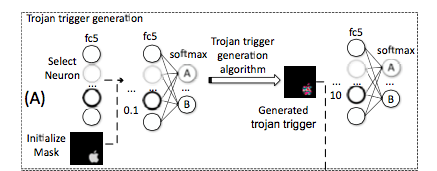 Trojan trigger generation
fc5
Select
Neuron
...
(A)
Initialize
Mask
fc5
softmax
A
...
B
...
0.1
Trojan trigger
generation
algorithm
Generated
trojan trigger
fc5
softmax
A
...
B
...
10